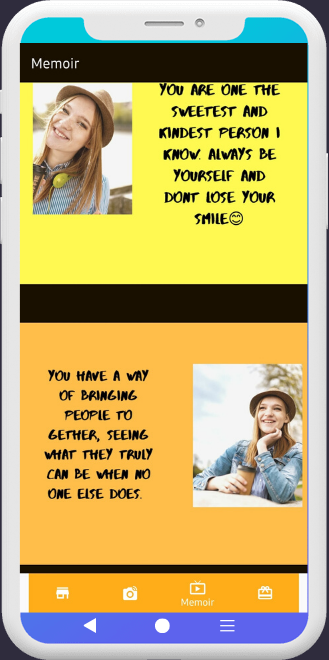 Memoir
YOU ARE ONE THE
SWEETEST AND
KINDEST PERSON I
KNOW. ALWAYS BE
YOURSELF AND
DONT LOSE YOUR
SMILE😊
YOU HAVE A WAY
OF BRINGING
PEOPLE TO
GETHER, SEEING
WHAT THEY TRULY
CAN BE WHEN NO
ONE ELSE DOES.
Memoir